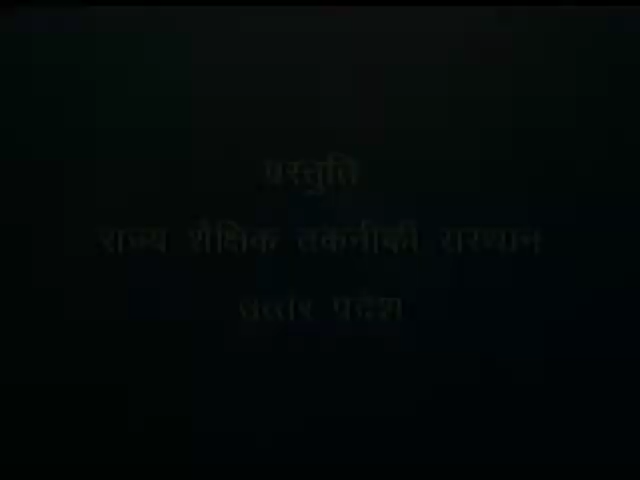 प्रस्तुति
राज्य शैक्षिक तकनीकी संस्थान
उत्तर प्रदेश